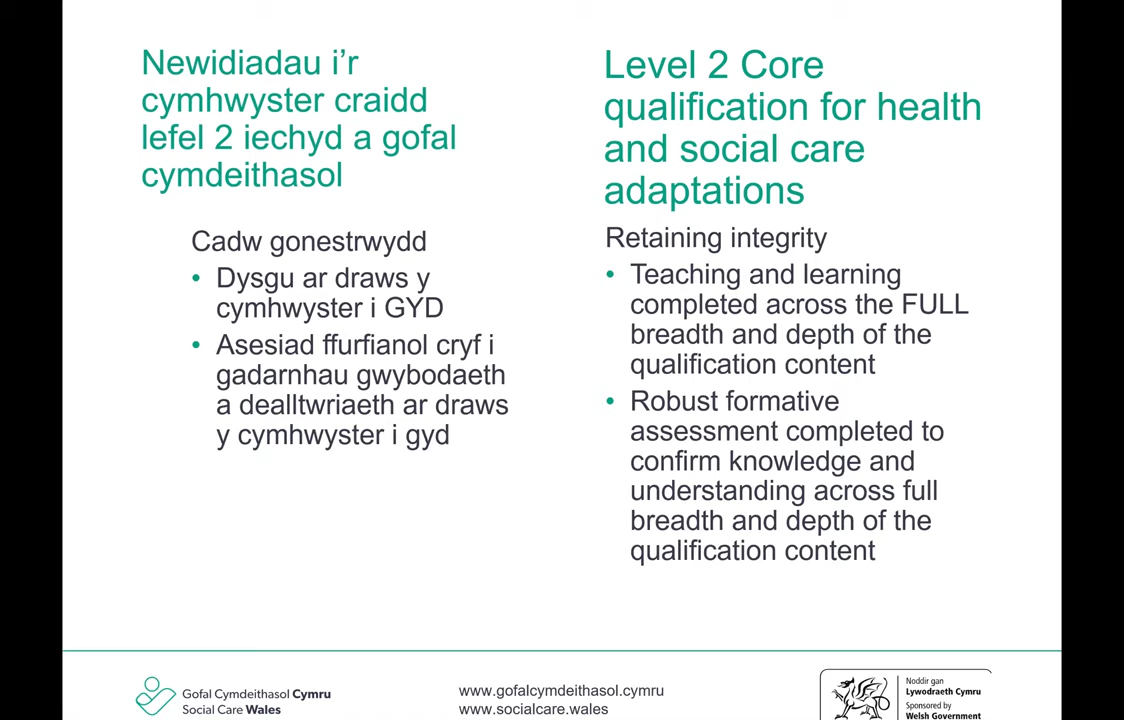 Newidiadau i’r
cymhwyster craidd
lefel 2 iechyd a gofal
cymdeithasol
Cadw gonestrwydd
• Dysgu ar draws y
cymhwyster i GYD
• Asesiad ffurfianol cryf i
gadarnhau gwybodaeth
a dealltwriaeth ar draws
y cymhwyster i gyd
Level 2 Core
qualification for health
and social care
adaptations
Retaining integrity
• Teaching and learning
completed across the FULL
breadth and depth of the
qualification content
• Robust formative
assessment completed to
confirm knowledge and
understanding across full
breadth and depth of the
qualification content
Gofal Cymdeithasol Cymru
Social Care Wales
www.gofalcymdeithasol.cymru
www.socialcare.wales
Noddir gan
Lywodraeth Cymru
Sponsored by
Welsh Government